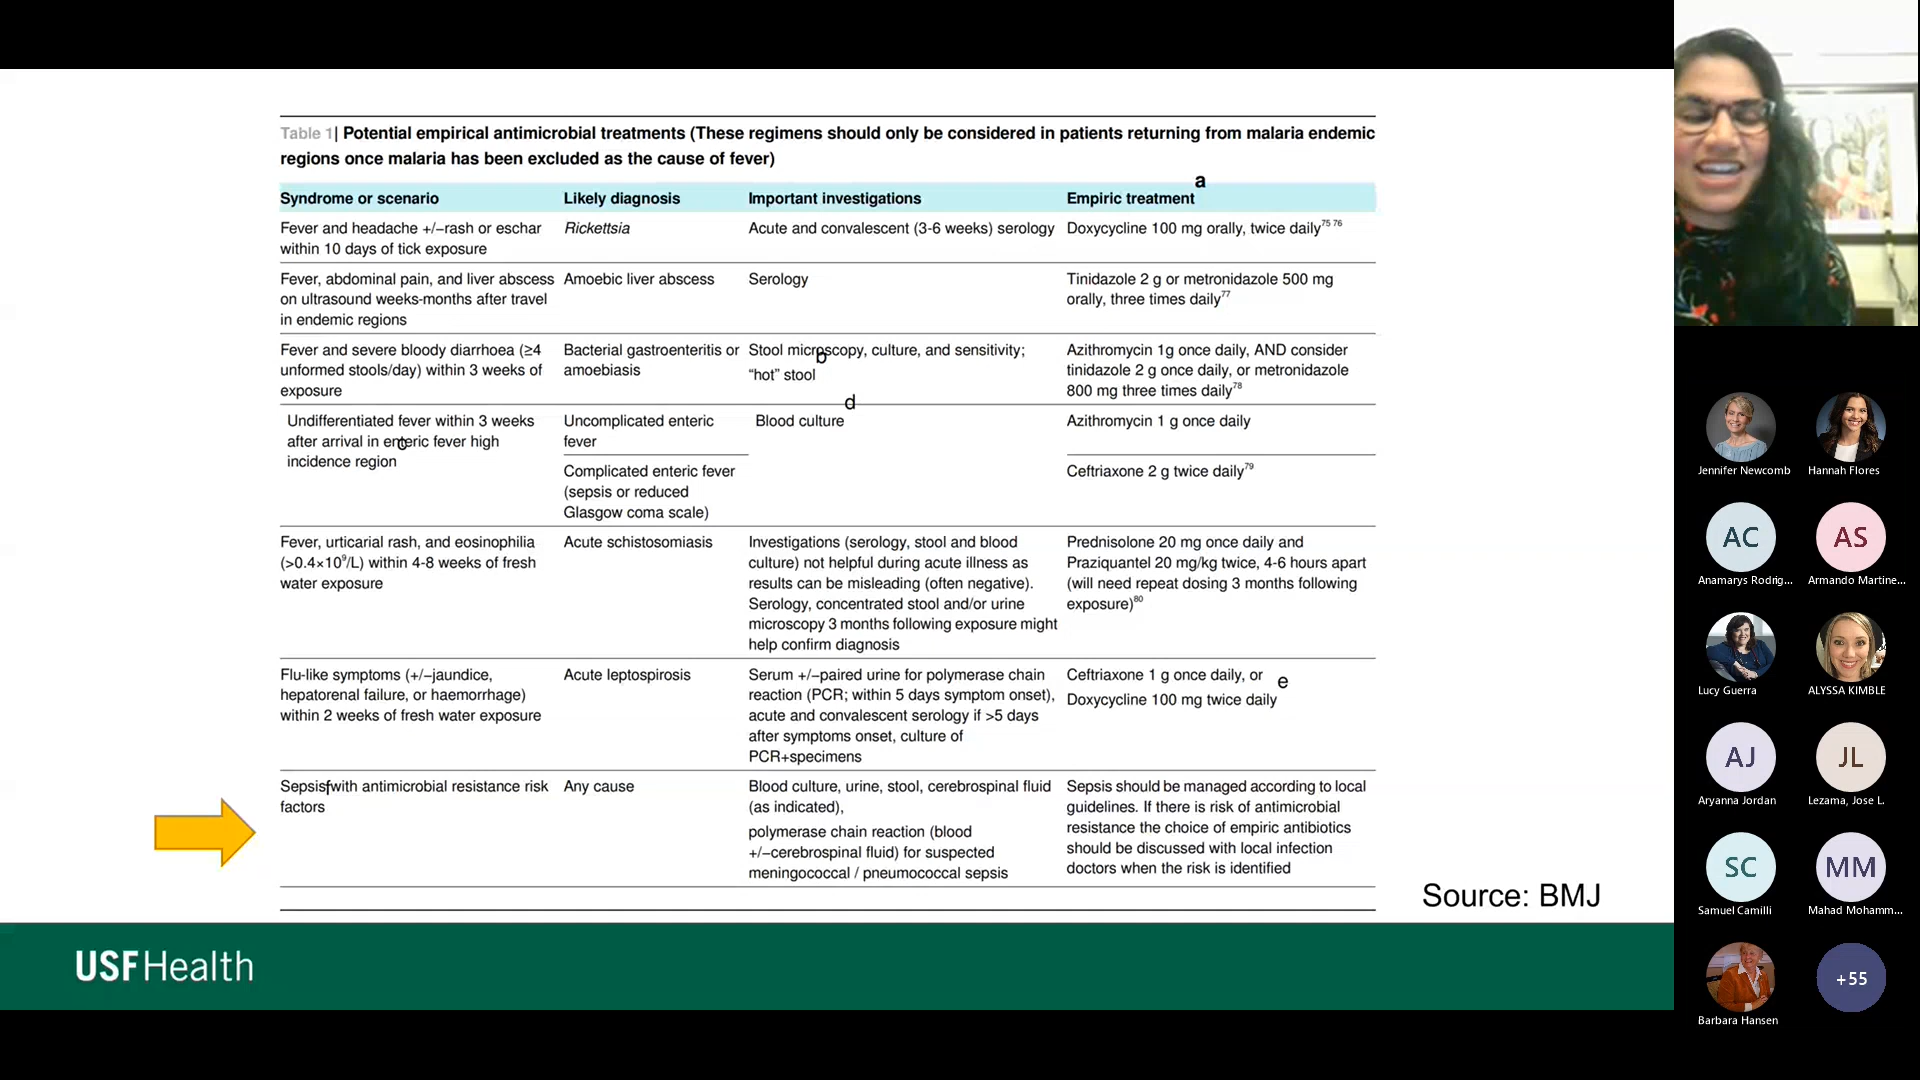 Table 1| Potential empirical antimicrobial treatments (These regimens should only be considered in patients returning from malaria endemic
regions once malaria has been excluded as the cause of fever)
a
Syndrome or scenario Likely diagnosis Important investigations Empiric treatment
Fever and headache +/−rash or eschar
within 10 days of tick exposure
Rickettsia
Acute and convalescent (3-6 weeks) serology
Doxycycline 100 mg orally, twice daily75 76
Fever, abdominal pain, and liver abscess
on ultrasound weeks-months after travel
in endemic regions
Amoebic liver abscess
Serology
Tinidazole 2 g or metronidazole 500 mg
orally, three times daily77
Fever and severe bloody diarrhoea (≥4
unformed stools/day) within 3 weeks of
exposure
Bacterial gastroenteritis or
amoebiasis
Stool microscopy, culture, and sensitivity;
b
“hot” stool
Azithromycin 1g once daily, AND consider
tinidazole 2 g once daily, or metronidazole
800 mg three times daily78
Undifferentiated fever within 3 weeks
after arrival in enteric fever high
c
incidence region
Uncomplicated enteric
fever
d
Blood culture
Azithromycin 1 g once daily
Complicated enteric fever
(sepsis or reduced
Glasgow coma scale)
Ceftriaxone 2 g twice daily79
Fever, urticarial rash, and eosinophilia
(>0.4×109/L) within 4-8 weeks of fresh
water exposure
Acute schistosomiasis
Investigations (serology, stool and blood
culture) not helpful during acute illness as
results can be misleading (often negative).
Serology, concentrated stool and/or urine
microscopy 3 months following exposure might
help confirm diagnosis
Prednisolone 20 mg once daily and
Praziquantel 20 mg/kg twice, 4-6 hours apart
(will need repeat dosing 3 months following
exposure)80
Flu-like symptoms (+/−jaundice,
hepatorenal failure, or haemorrhage)
within 2 weeks of fresh water exposure
Acute leptospirosis
Serum +/−paired urine for polymerase chain
reaction (PCR; within 5 days symptom onset),
acute and convalescent serology if >5 days
after symptoms onset, culture of
PCR+specimens
Ceftriaxone 1 g once daily, or
e
Doxycycline 100 mg twice daily
Sepsis with antimicrobial resistance risk
f
factors
Any cause
Blood culture, urine, stool, cerebrospinal fluid
(as indicated),
polymerase chain reaction (blood
+/−cerebrospinal fluid) for suspected
meningococcal / pneumococcal sepsis
Sepsis should be managed according to local
guidelines. If there is risk of antimicrobial
resistance the choice of empiric antibiotics
should be discussed with local infection
doctors when the risk is identified
Source: BMJ
USF Health
Jennifer Newcomb
Hannah Flores
AC
Anamarys Rodrig...
AS
Armando Martine...
Lucy Guerra
ALYSSA KIMBLE
AJ
Aryanna Jordan
JL
Lezama, Jose L.
SC
Samuel Camilli
MM
Mahad Mohamm...
Barbara Hansen
+55